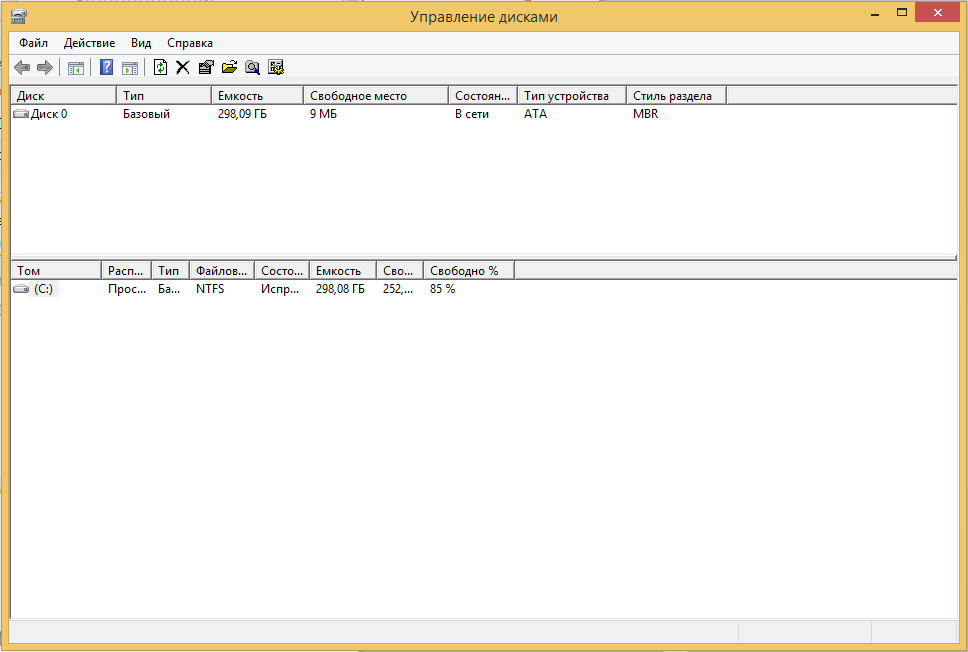 Управление дисками
Файл Действие Вид Справка
Диск Тип Емкость Свободное место Состоян... Тип устройства Стиль раздела
Диск 0 Базовый 298,09 ГБ 9 МБ В сети ATA MBR
Том Расп... Тип Файлов... Состо... Емкость Сво... Свободно %
(C:) Прос... Ба... NTFS Испр... 298,08 ГБ 252,... 85 %